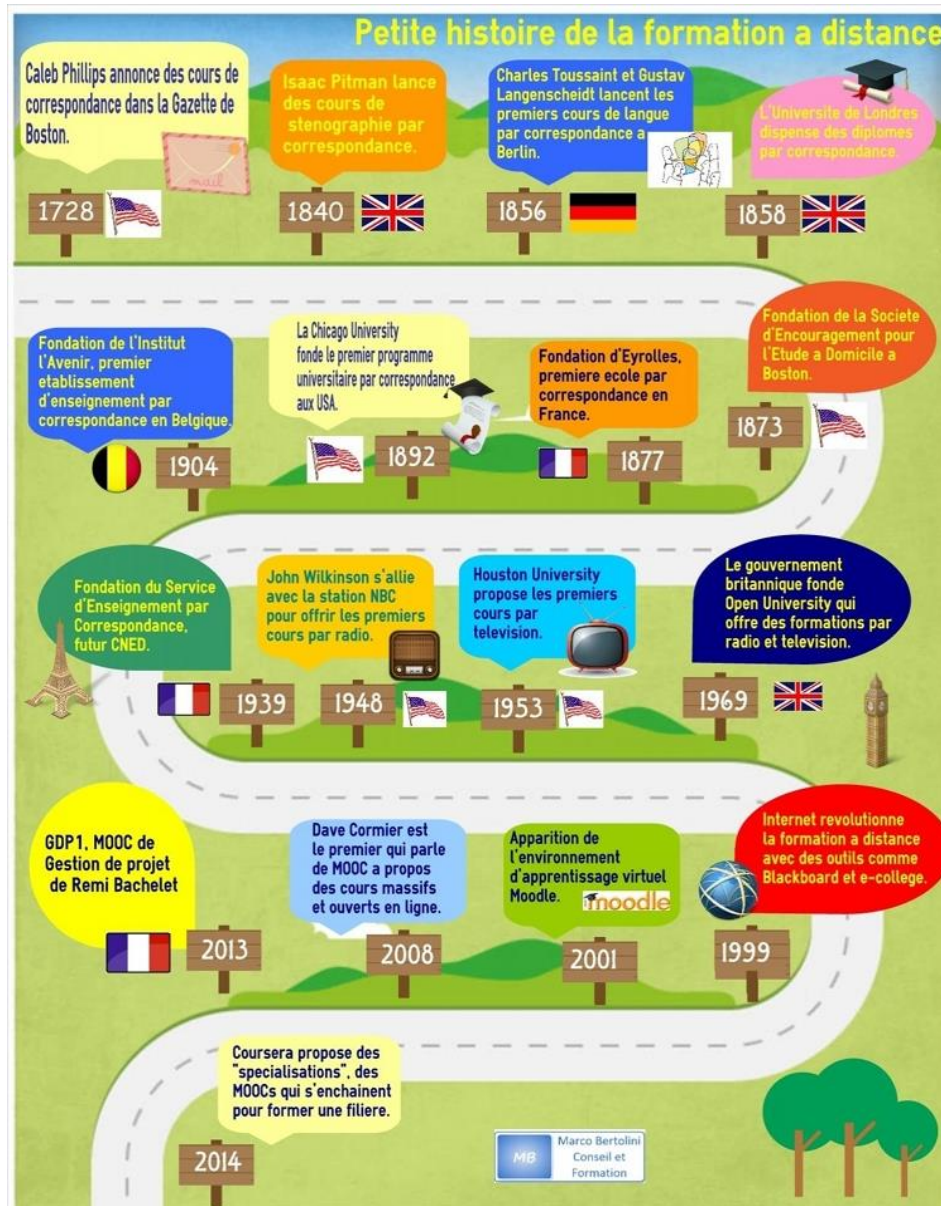 Petite histoire de la formation a distance
Caleb Phillips annonce des cours de
correspondance dans la Gazette de
Boston.
mail
1728
Isaac Pitman lance
des cours de
stenographie par
correspondance.
1840
Charles Toussaint et Gustav
Langenscheidt lancent les
premiers cours de langue
par correspondance a
Berlin.
1856
L'Universite de Londres
dispense des diplomes
par correspondance.
1858
Fondation de la Societe
d'Encouragement pour
l'Etude a Domicile a
Boston.
1873
Fondation d'Eyrolles,
premiere ecole par
correspondance en
France.
1877
La Chicago University
fonde le premier programme
universitaire par correspondance
aux USA.
1892
Fondation de l'Institut
l'Avenir, premier
etablissement
d'enseignement par
correspondance en Belgique.
1904
Fondation du Service
d'Enseignement par
Correspondance,
futur CNED.
1939
John Wilkinson s'allie
avec la station NBC
pour offrir les premiers
cours par radio.
1948
Houston University
propose les premiers
cours par
television.
1953
Le gouvernement
britannique fonde
Open University qui
offre des formations par
radio et television.
1969
Internet revolutionne
la formation a distance
avec des outils comme
Blackboard et e-college.
1999
Apparition de
l'environnement
d'apprentissage virtuel
Moodle.
moodle
2001
Dave Cormier est
le premier qui parle
de MOOC a propos
des cours massifs
et ouverts en ligne.
2008
GDP1, MOOC de
Gestion de projet
de Remi Bachelet
2013
Coursera propose des
"specialisations", des
MOOCs qui s'enchainent
pour former une filiere.
2014
MB
Marco Bertolini
Conseil et
Formation